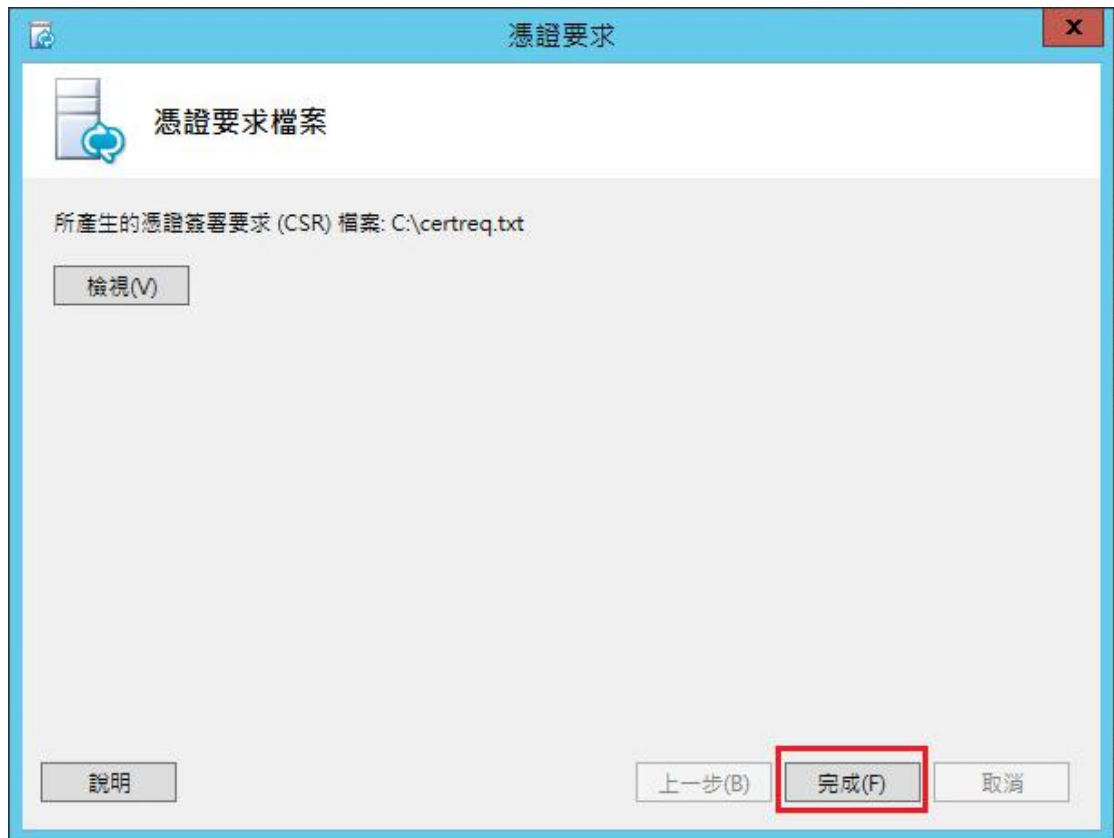 憑證要求
X
憑證要求檔案
所產生的憑證簽署要求 (CSR) 檔案: C:\certreq.txt
檢視(V)
說明
上一步(B)
完成(F)
取消